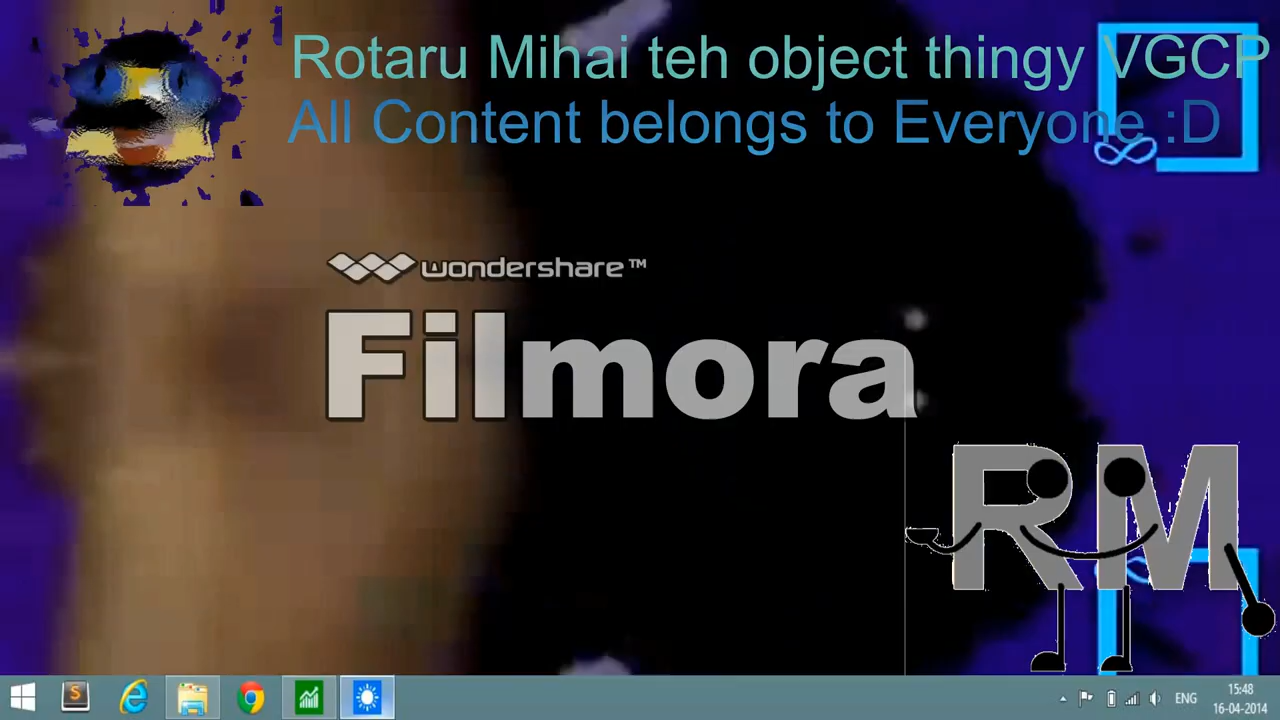 Rotaru Mihai teh object thingy VGCP
All Content belongs to Everyone :D
wondershare™
Filmora
RM
S
ENG
15:48
16-04-2014